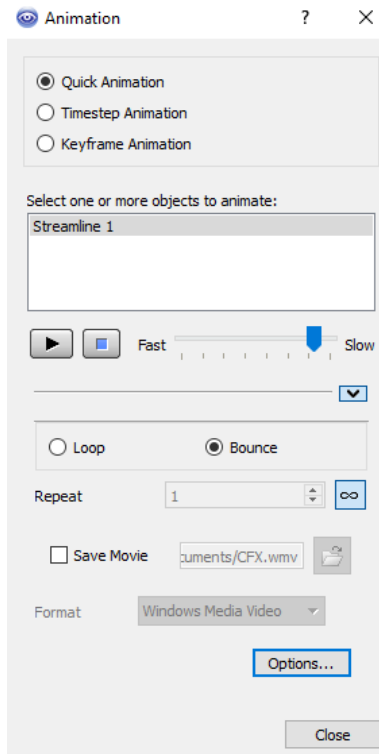 Animation ? X
Quick Animation
Timestep Animation
Keyframe Animation
Select one or more objects to animate:
Streamline 1
Fast Slow
Loop Bounce
Repeat 1 ∞
Save Movie :uments/CFX.wmv
Format Windows Media Video
Options...
Close